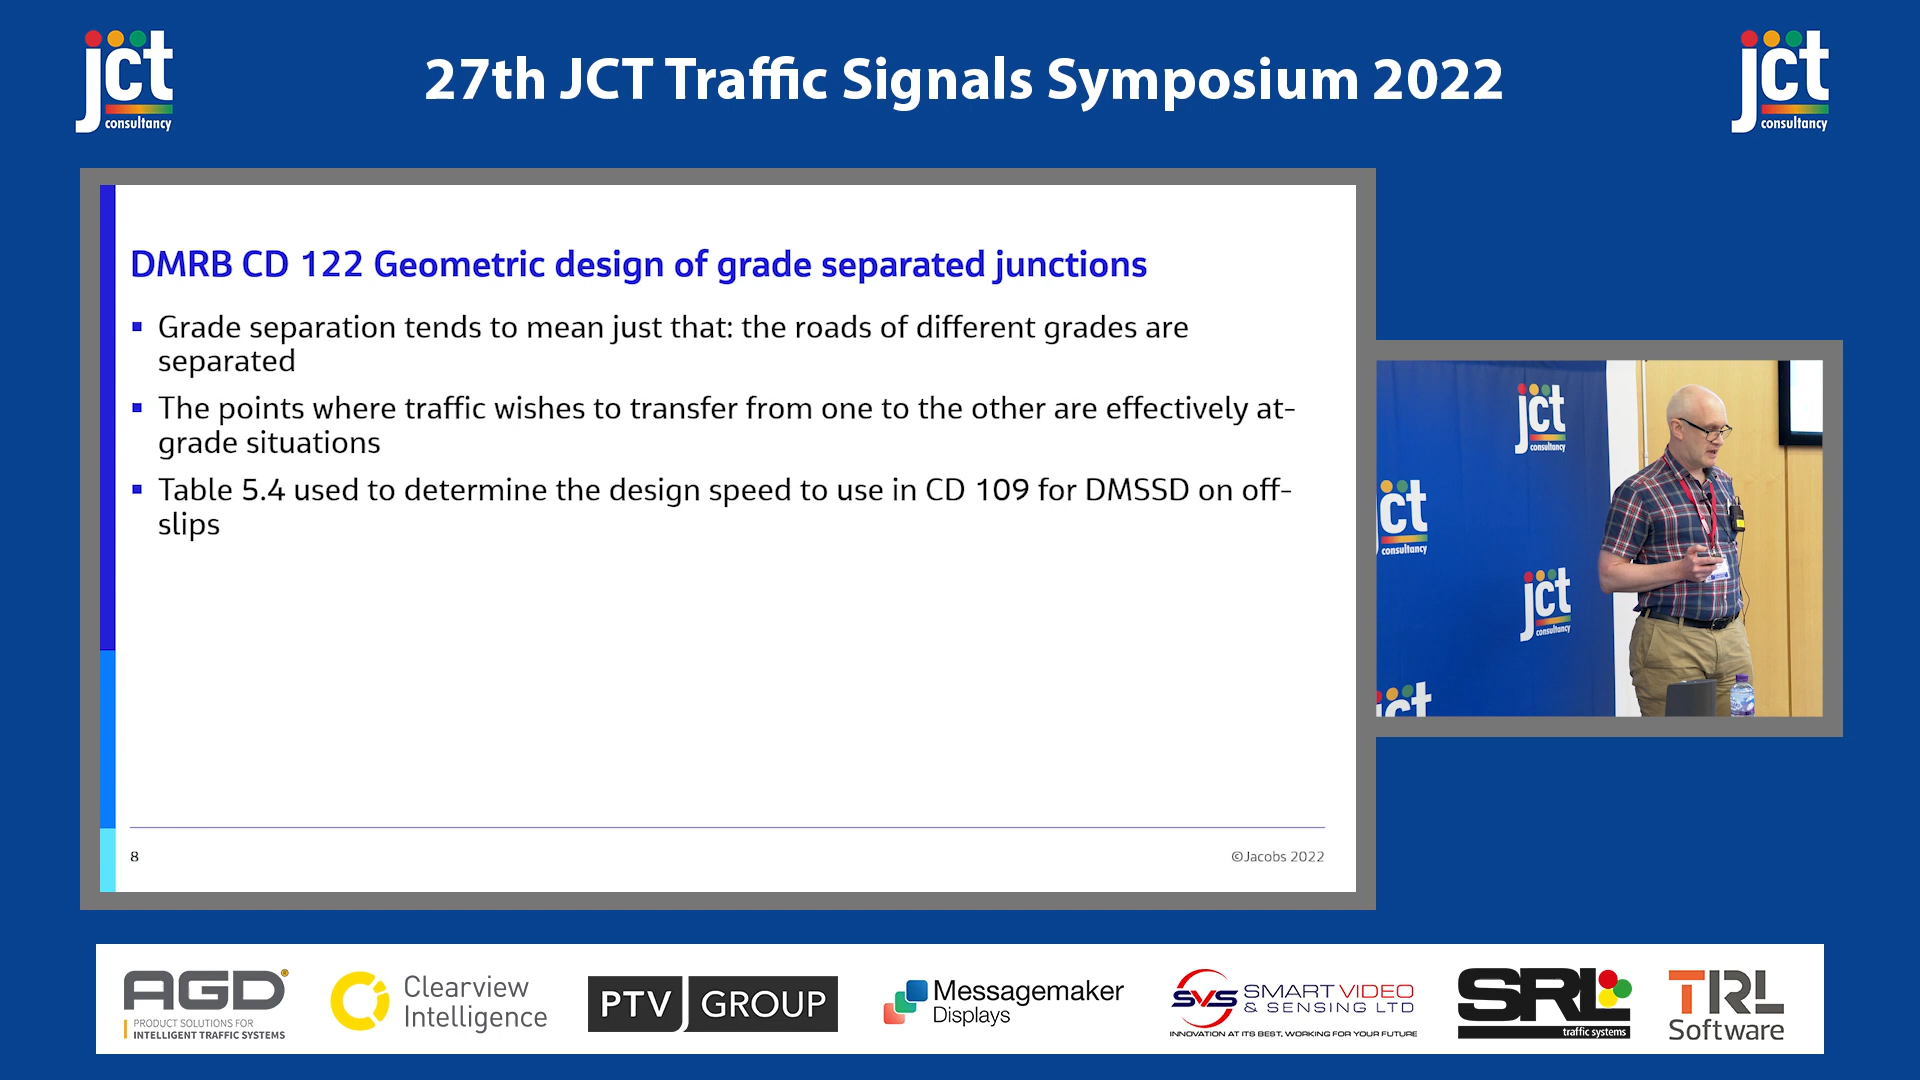 jct
consultancy
27th JCT Traffic Signals Symposium 2022
jct
consultancy
DMRB CD 122 Geometric design of grade separated junctions
▪ Grade separation tends to mean just that: the roads of different grades are
separated
▪ The points where traffic wishes to transfer from one to the other are effectively at-
grade situations
▪ Table 5.4 used to determine the design speed to use in CD 109 for DMSSD on off-
slips
8
©Jacobs 2022
jct
consultancy
ct
consultancy
jct
consultancy
jct
AGD
PRODUCT SOLUTIONS FOR
INTELLIGENT TRAFFIC SYSTEMS
Clearview
Intelligence
PTV GROUP
Messagemaker
Displays
SVS SMART VIDEO
& SENSING LTD
INNOVATION AT ITS BEST, WORKING FOR YOUR FUTURE
SRL
traffic systems
TRL
Software